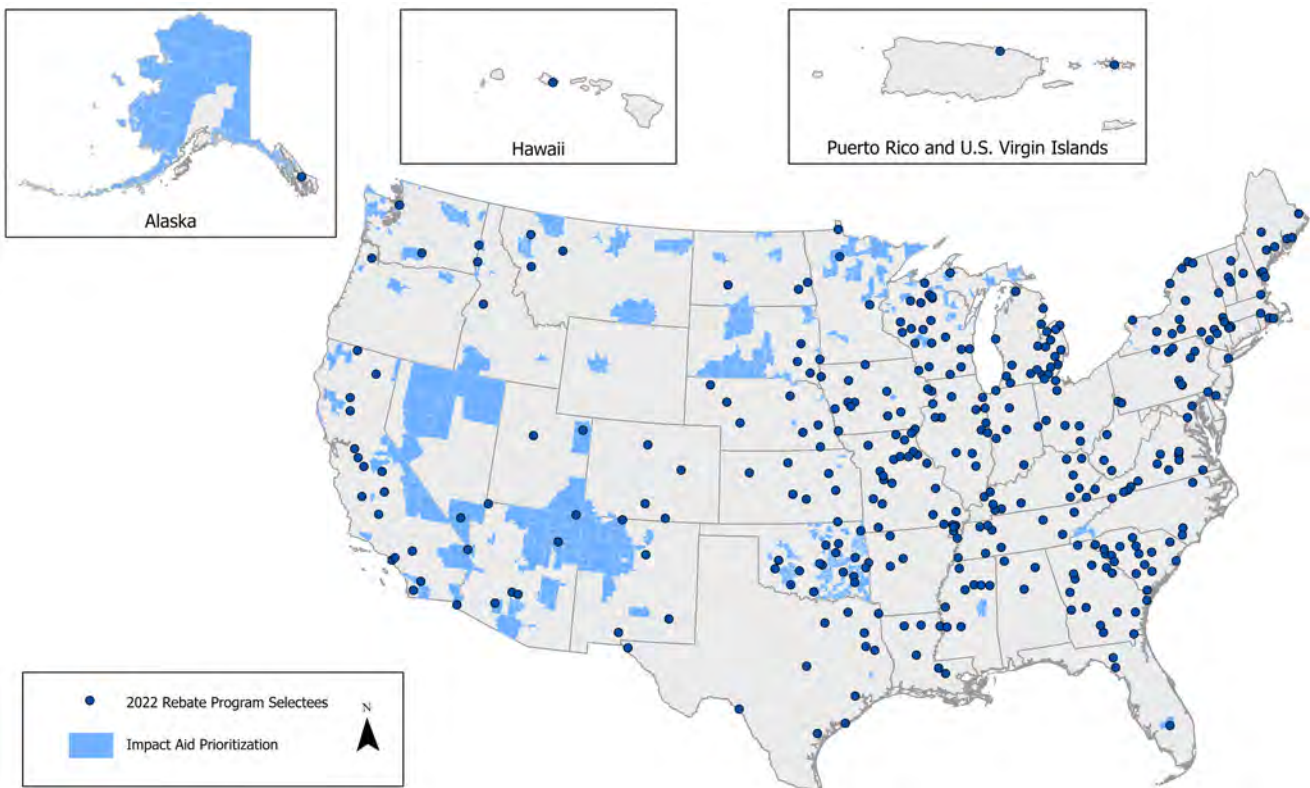 Alaska
Hawaii
Puerto Rico and U.S. Virgin Islands
2022 Rebate Program Selectees
Impact Aid Prioritization
N